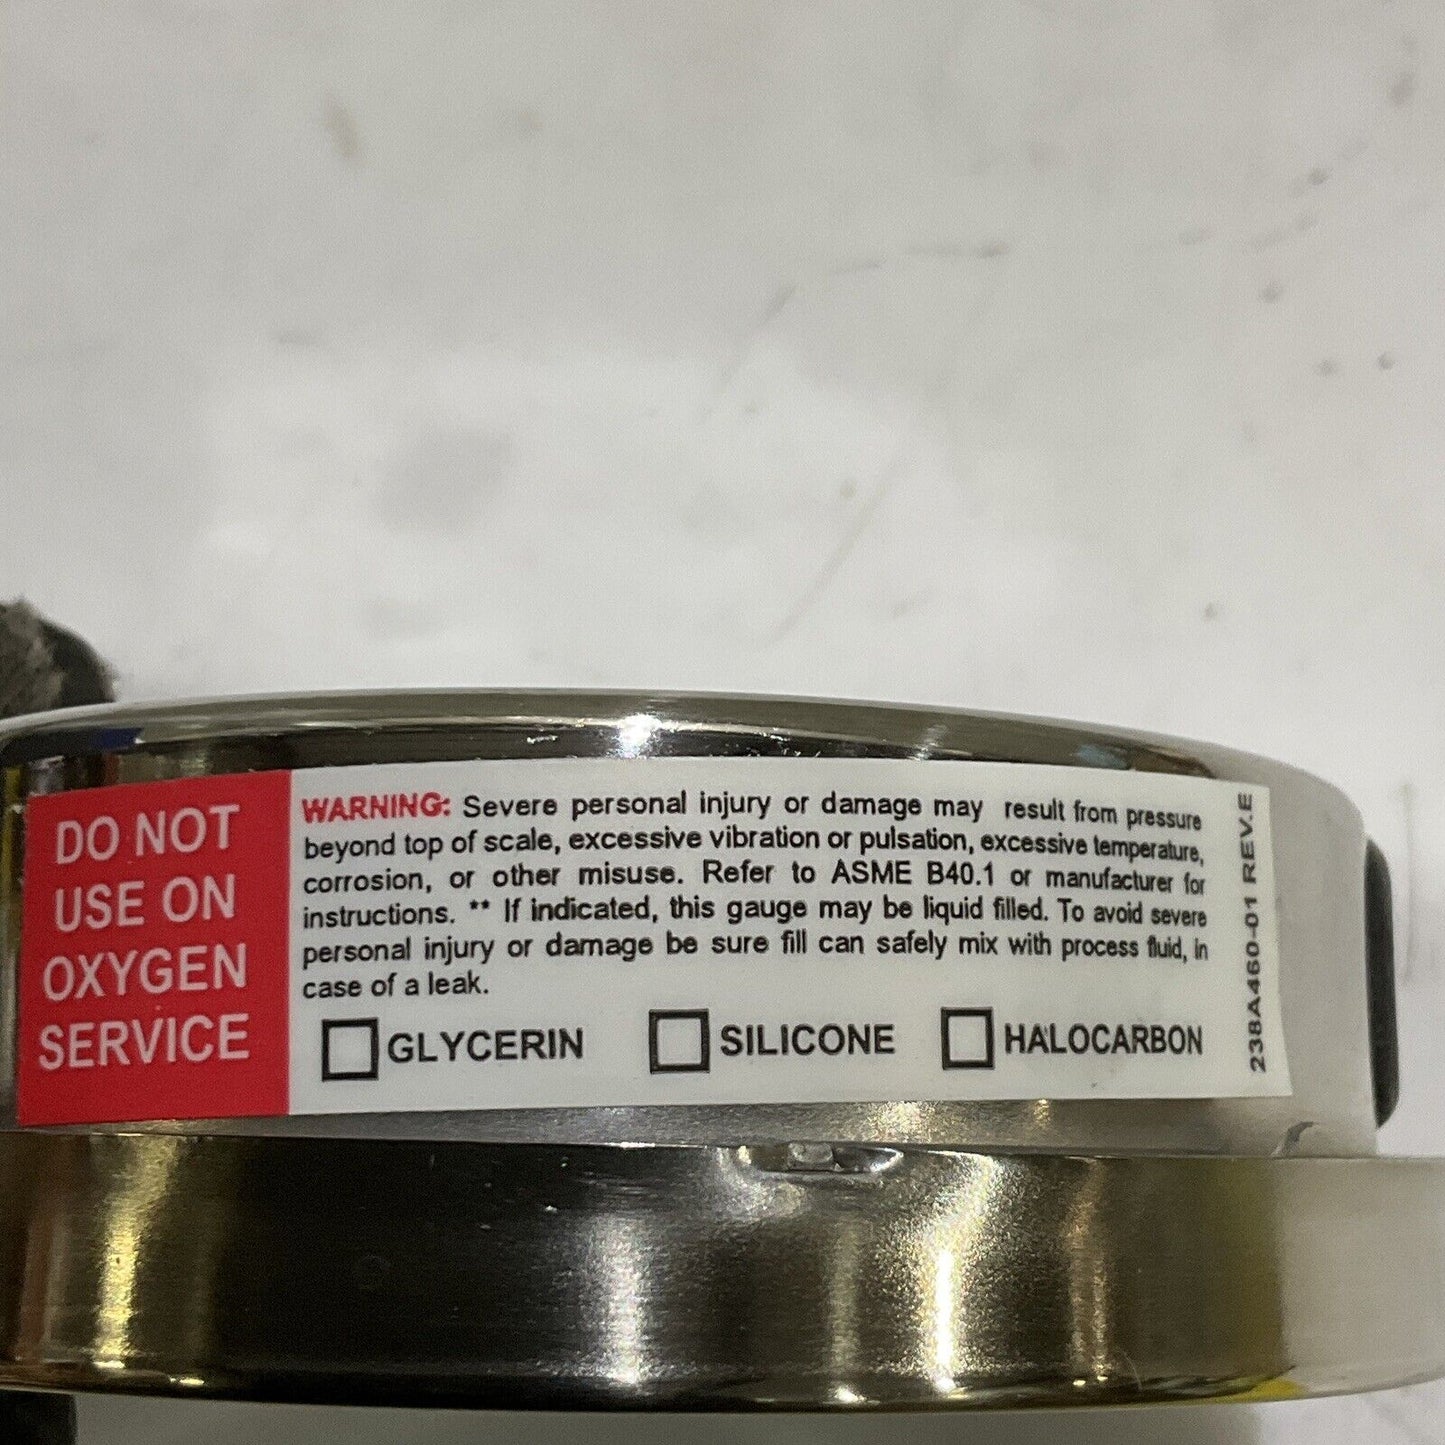 DO NOT
USE ON
OXYGEN
SERVICE
WARNING: Severe personal injury or damage may result from pressure
beyond top of scale, excessive vibration or pulsation, excessive temperature,
corrosion, or other misuse. Refer to ASME B40.1 or manufacturer for
instructions. ** If indicated, this gauge may be liquid filled. To avoid severe
personal injury or damage be sure fill can safely mix with process fluid, in
case of a leak.
GLYCERIN SILICONE HALOCARBON
238A460-01 REV.E